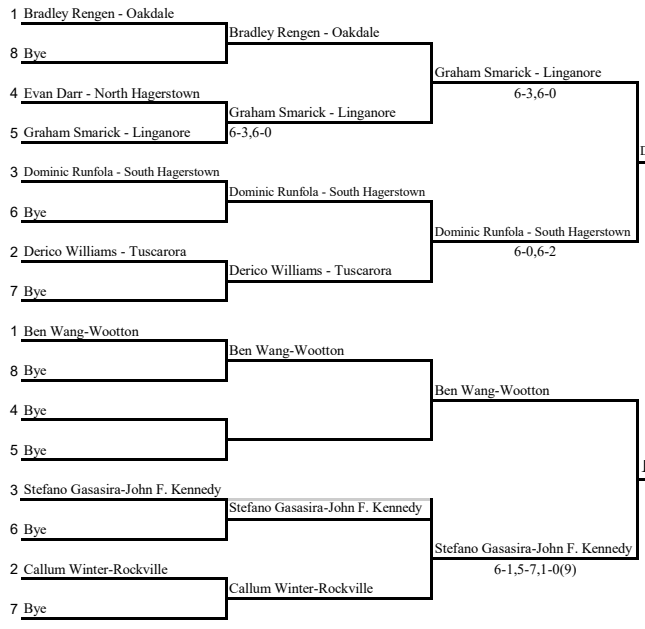 1 Bradley Rengen - Oakdale
Bradley Rengen - Oakdale
8 Bye
Graham Smarick - Linganore
6-3,6-0
4 Evan Darr - North Hagerstown
Graham Smarick - Linganore
5 Graham Smarick - Linganore
6-3,6-0
3 Dominic Runfola - South Hagerstown
Dominic Runfola - South Hagerstown
6 Bye
Dominic Runfola - South Hagerstown
6-0,6-2
2 Derico Williams - Tuscarora
Derico Williams - Tuscarora
7 Bye
1 Ben Wang-Wootton
Ben Wang-Wootton
8 Bye
Ben Wang-Wootton
4 Bye
5 Bye
3 Stefano Gasasira-John F. Kennedy
Stefano Gasasira-John F. Kennedy
6 Bye
Stefano Gasasira-John F. Kennedy
6-1,5-7,1-0(9)
2 Callum Winter-Rockville
Callum Winter-Rockville
7 Bye